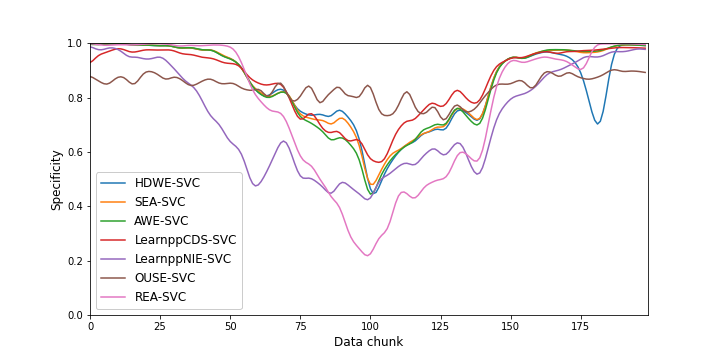 1.0
0.8
0.6
0.4
0.2
0.0
Specificity
HDWE-SVC
SEA-SVC
AWE-SVC
LearnppCDS-SVC
LearnppNIE-SVC
OUSE-SVC
REA-SVC
0 25 50 75 100 125 150 175
Data chunk